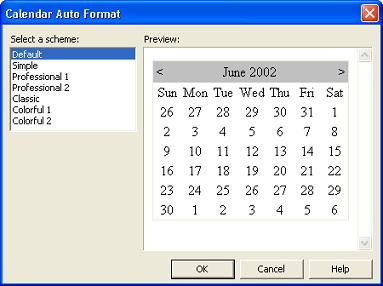 Calendar Auto Format
Select a scheme:
Default
Simple
Professional 1
Professional 2
Classic
Colorful 1
Colorful 2
Preview:
< June 2002 >
Sun Mon Tue Wed Thu Fri Sat
26 27 28 29 30 31 1
2 3 4 5 6 7 8
9 10 11 12 13 14 15
16 17 18 19 20 21 22
23 24 25 26 27 28 29
30 1 2 3 4 5 6
OK Cancel Help